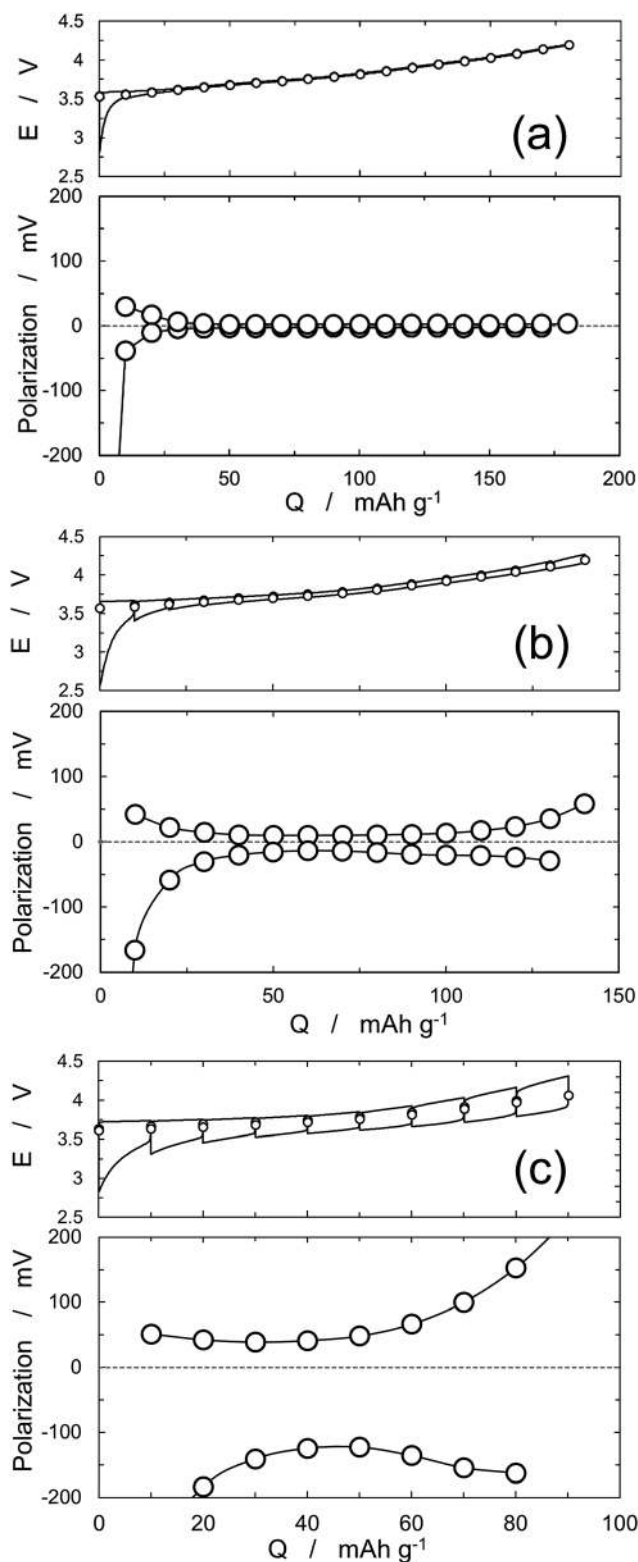 4.5
4
3.5
3
2.5
E / V
(a)
200
100
0
-100
-200
Polarization / mV
0 50 100 150 200
Q / mAh g-1
4.5
4
3.5
3
2.5
E / V
(b)
200
100
0
-100
-200
Polarization / mV
0 50 100 150
Q / mAh g-1
4.5
4
3.5
3
2.5
E / V
(c)
200
100
0
-100
-200
Polarization / mV
0 20 40 60 80 100
Q / mAh g-1